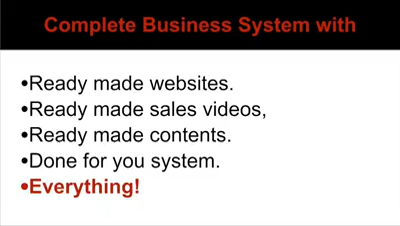 Complete Business System with
•Ready made websites.
•Ready made sales videos,
•Ready made contents.
•Done for you system.
•Everything!